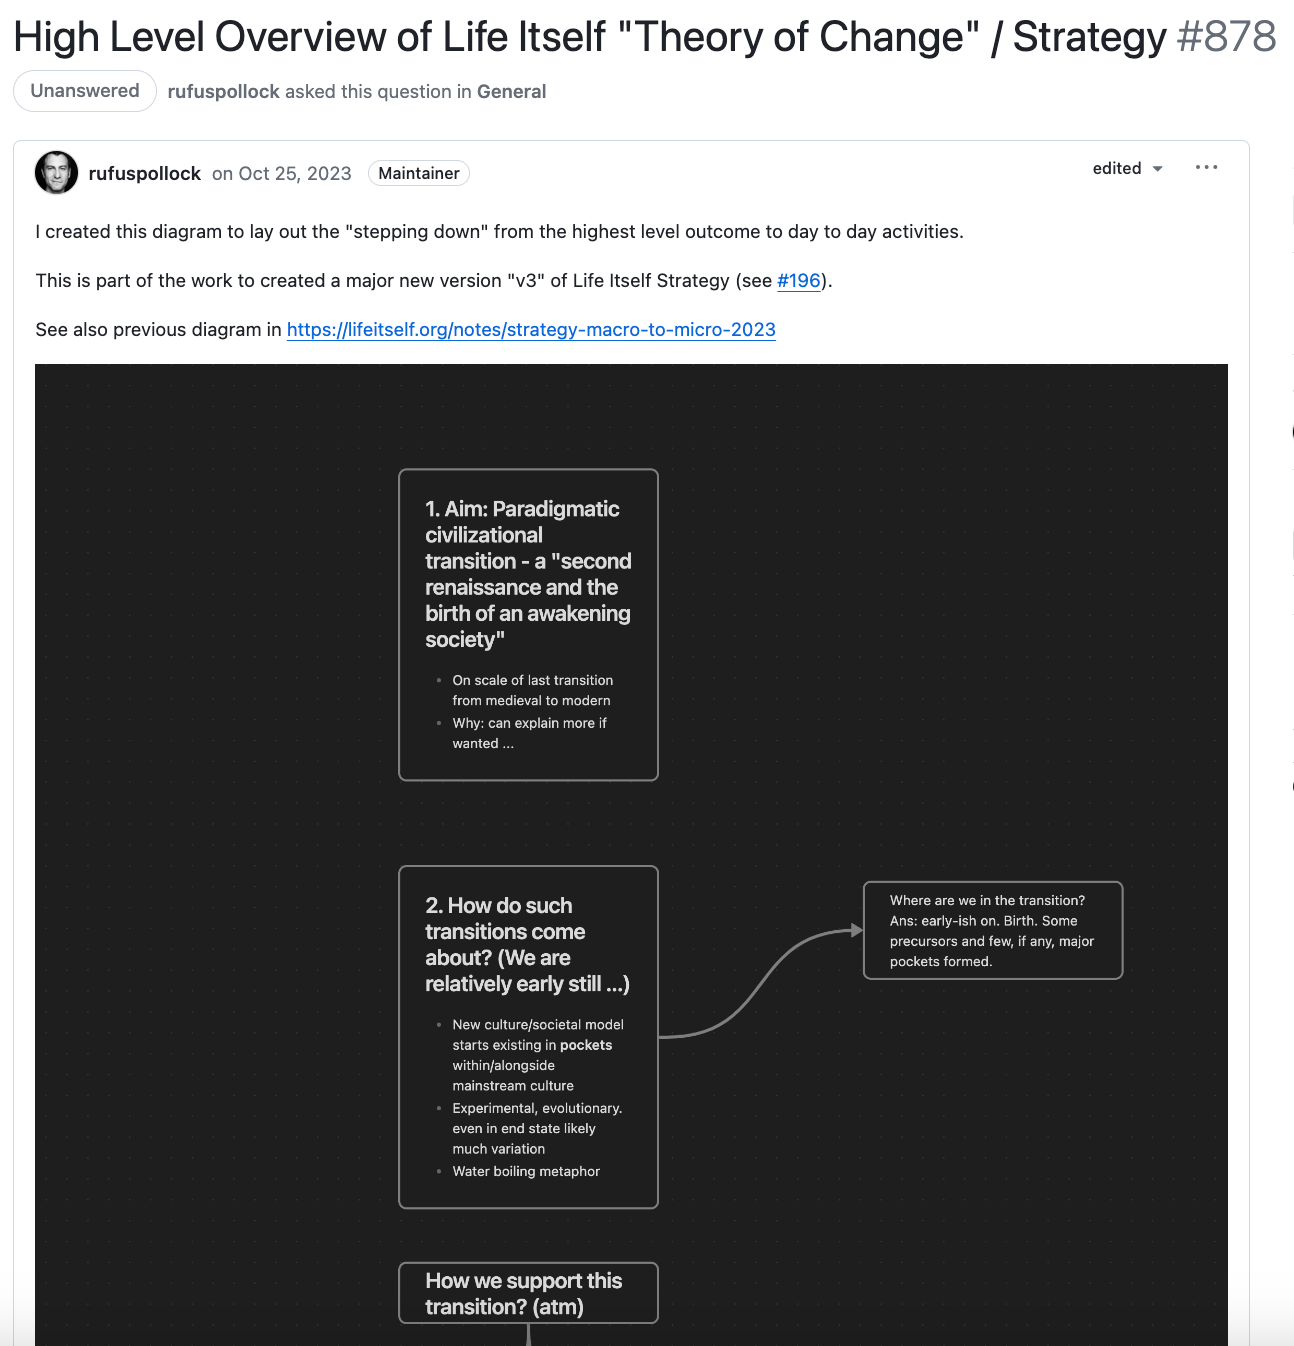 High Level Overview of Life Itself "Theory of Change" / Strategy #878
Unanswered rufuspollock asked this question in General
rufuspollock on Oct 25, 2023 Maintainer edited
I created this diagram to lay out the "stepping down" from the highest level outcome to day to day activities.
This is part of the work to created a major new version "v3" of Life Itself Strategy (see #196).
See also previous diagram in https://lifeitself.org/notes/strategy-macro-to-micro-2023
1. Aim: Paradigmatic
civilizational
transition - a "second
renaissance and the
birth of an awakening
society"
• On scale of last transition
from medieval to modern
• Why: can explain more if
wanted ...
2. How do such
transitions come
about? (We are
relatively early still ...)
• New culture/societal model
starts existing in pockets
within/alongside
mainstream culture
• Experimental, evolutionary.
even in end state likely
much variation
• Water boiling metaphor
Where are we in the transition?
Ans: early-ish on. Birth. Some
precursors and few, if any, major
pockets formed.
How we support this
transition? (atm)